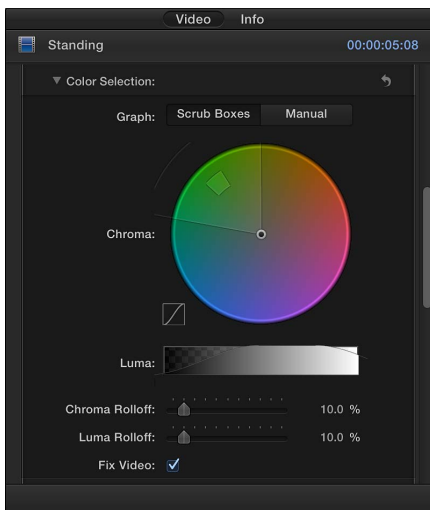 Video Info
Standing 00:00:05:08
Color Selection:
Graph: Scrub Boxes Manual
Chroma:
Luma:
Chroma Rolloff: 10.0 %
Luma Rolloff: 10.0 %
Fix Video: